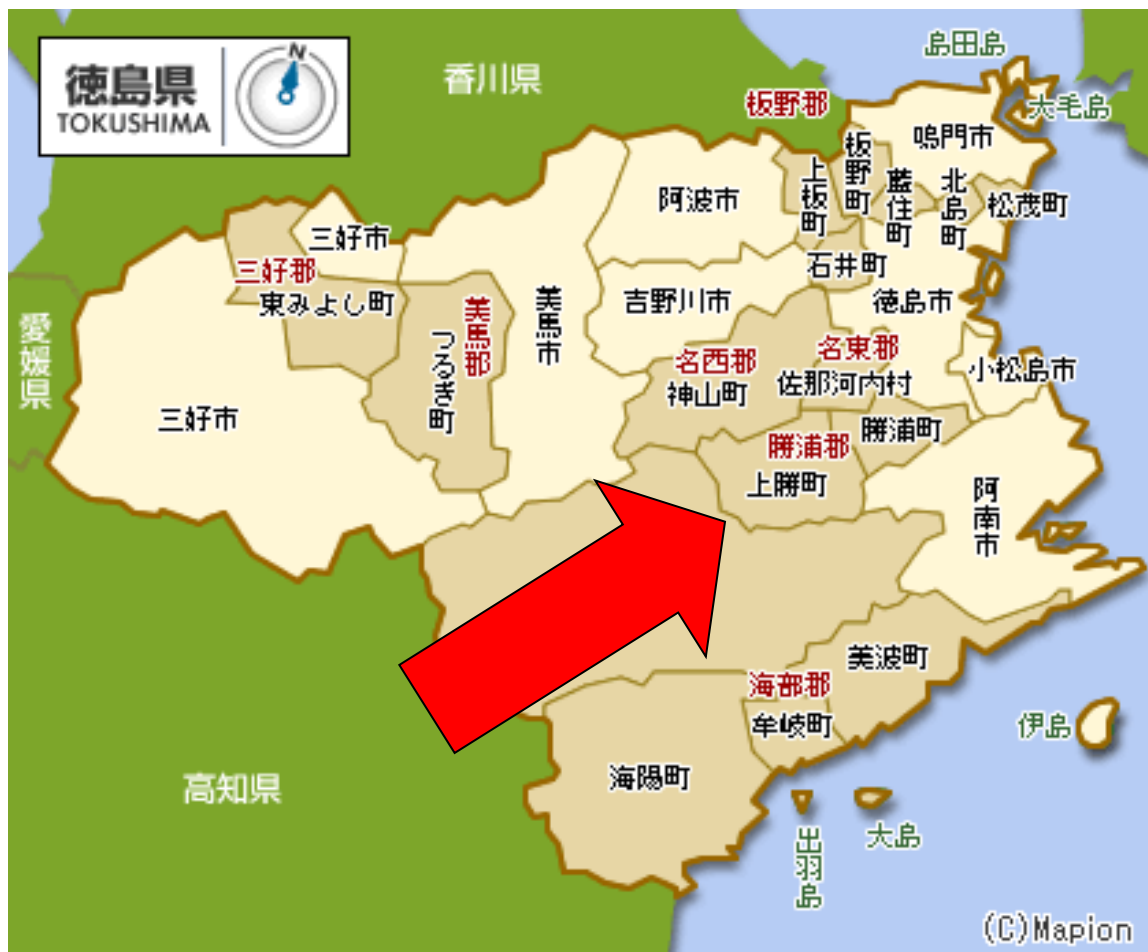 徳島県
TOKUSHIMA
N
香川県
島田島
大毛島
板野郡
鳴門市
板野町
上板町
藍住町
北島町
松茂町
阿波市
三好市
三好郡
東みよし町
石井町
吉野川市
徳島市
美馬市
美馬郡
つるぎ町
愛媛県
名西郡
神山町
名東郡
佐那河内村
小松島市
三好市
勝浦町
勝浦郡
上勝町
阿南市
美波町
海部郡
牟岐町
海陽町
伊島
高知県
出羽島
大島
(C)Mapion